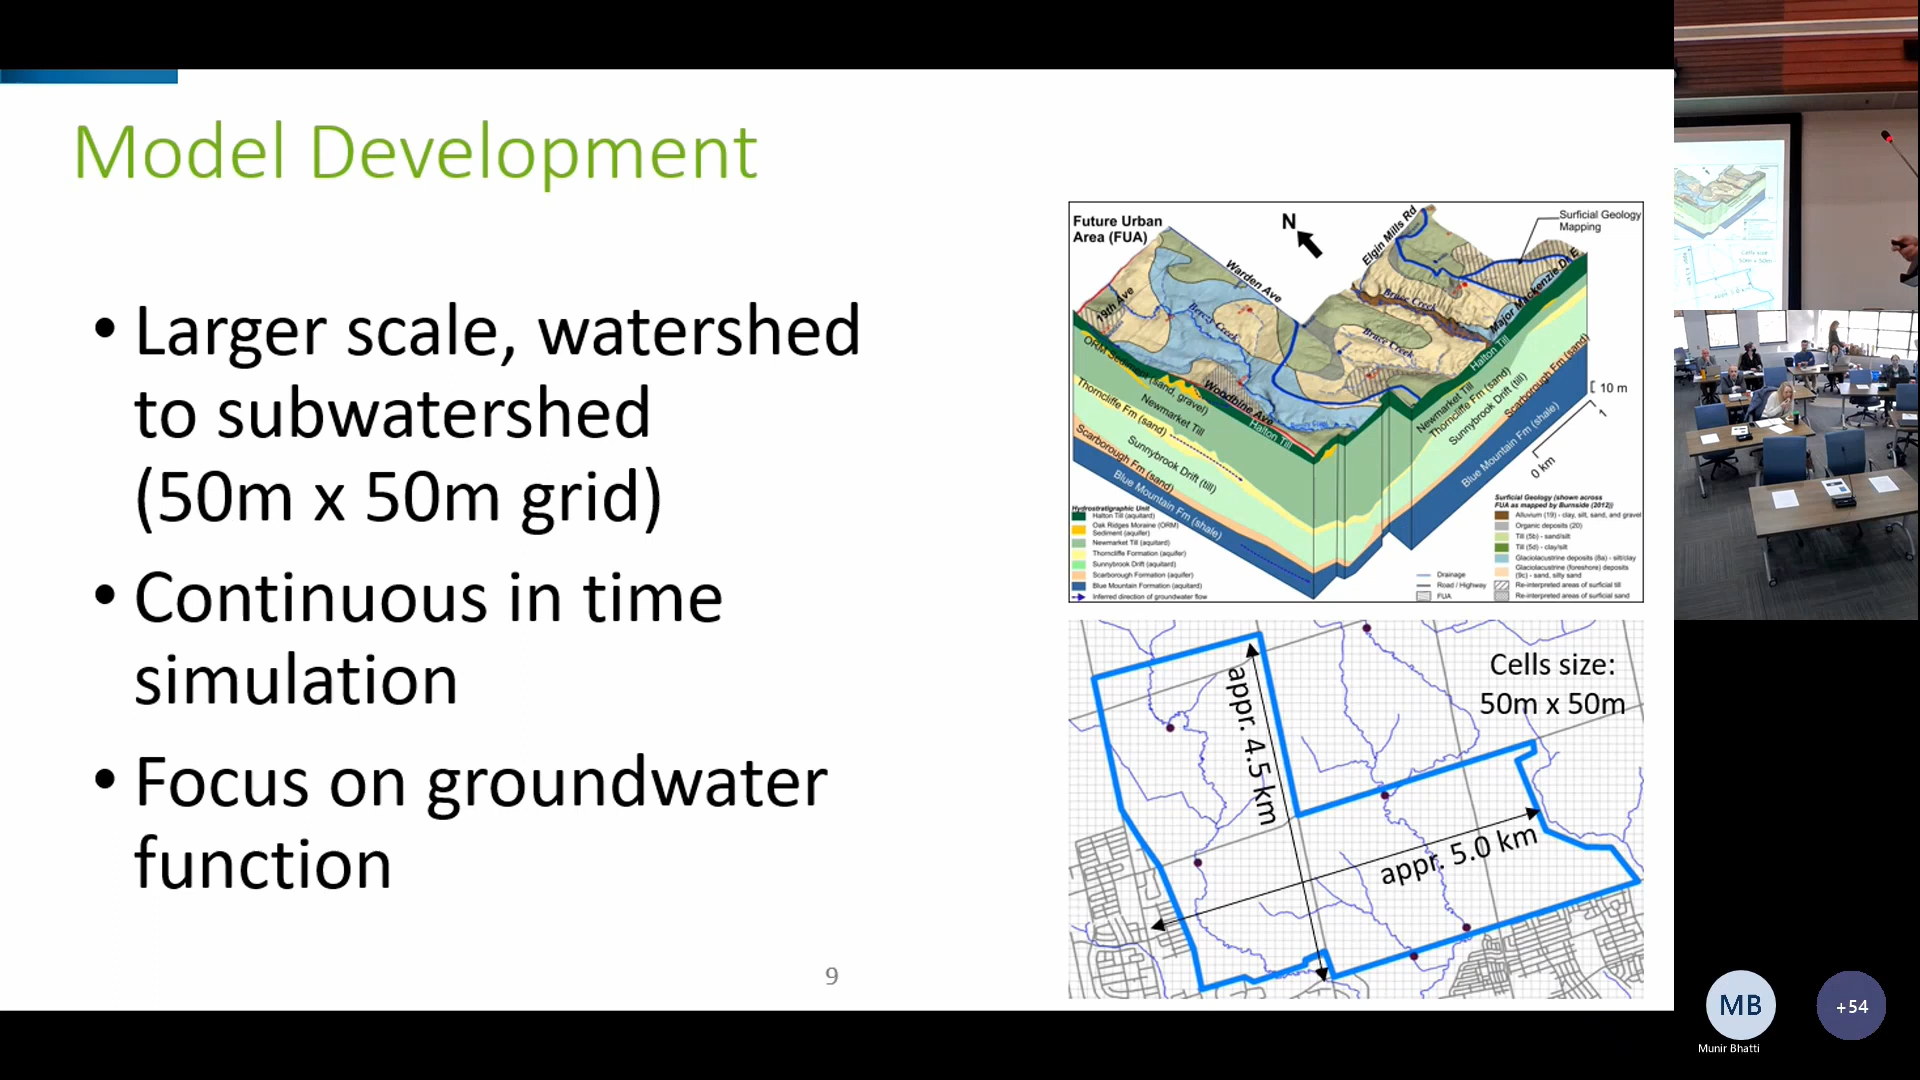 Model Development
• Larger scale, watershed
to subwatershed
(50m x 50m grid)
• Continuous in time
simulation
• Focus on groundwater
function
9
Future Urban
Area (FUA)
N
Surficial Geology
Mapping
Elgin Mills Rd
Warden Ave
19th Ave
Berczy Creek
Bruce Creek
Bruce Creek
Major Mackenzie Dr E
Woodbine Ave
ORM Sediment (sand, gravel)
Halton Till
Halton Till
Thorncliffe Fm (sand)
Newmarket Till
Scarborough Fm (sand)
Sunnybrook Drift (till)
Blue Mountain Fm (shale)
Newmarket Till
Thorncliffe Fm (sand)
Sunnybrook Drift (till)
Scarborough Fm (sand)
Blue Mountain Fm (shale)
10 m
0 km
1
Hydrostratigraphic Unit
Halton Till (aquitard)
Oak Ridges Moraine (ORM)
Sediment (aquifer)
Newmarket Till (aquitard)
Thorncliffe Formation (aquifer)
Sunnybrook Drift (aquitard)
Scarborough Formation (aquifer)
Blue Mountain Formation (aquitard)
Inferred direction of groundwater flow
Drainage
Road / Highway
FUA
Surficial Geology (shown across
FUA as mapped by Burnside (2012))
Alluvium (19) - clay, silt, sand, and gravel
Organic deposits (20)
Till (5b) - sand/silt
Till (5d) - clay/silt
Glaciolacustrine deposits (8a) - silt/clay
Glaciolacustrine (foreshore) deposits
(9c) - sand, silty sand
Re-interpreted areas of surficial till
Re-interpreted areas of surficial sand
Cells size:
50m x 50m
appr. 4.5 km
appr. 5.0 km
MB
+54
Munir Bhatti